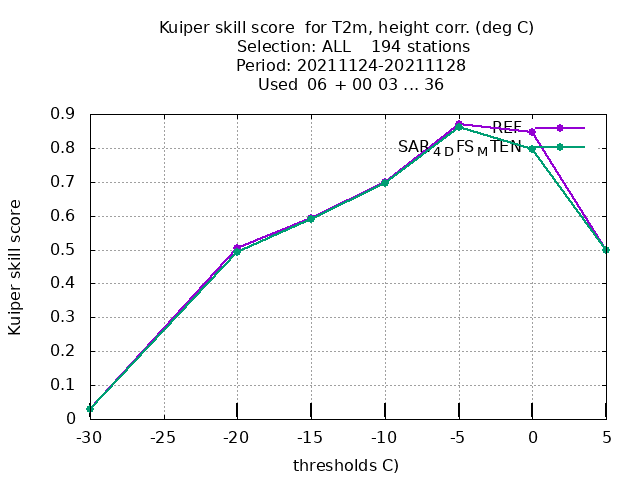 Kuiper skill score for T2m, height corr. (deg C)
Selection: ALL 194 stations
Period: 20211124-20211128
Used 06 + 00 03 ... 36
REF
SAR4DFSMTEN
0.9
0.8
0.7
0.6
0.5
0.4
0.3
0.2
0.1
0
Kuiper skill score
-30 -25 -20 -15 -10 -5 0 5
thresholds C)